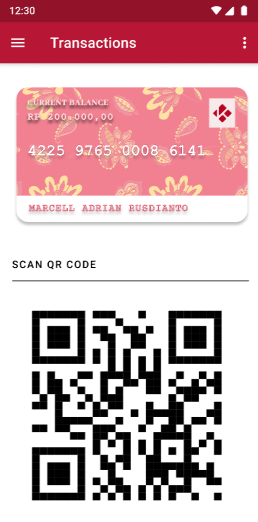 12:30
Transactions
CURRENT BALANCE
RP 200.000,00
4225 9765 0008 6141
MARCELL ADRIAN RUSDIANTO
SCAN QR CODE